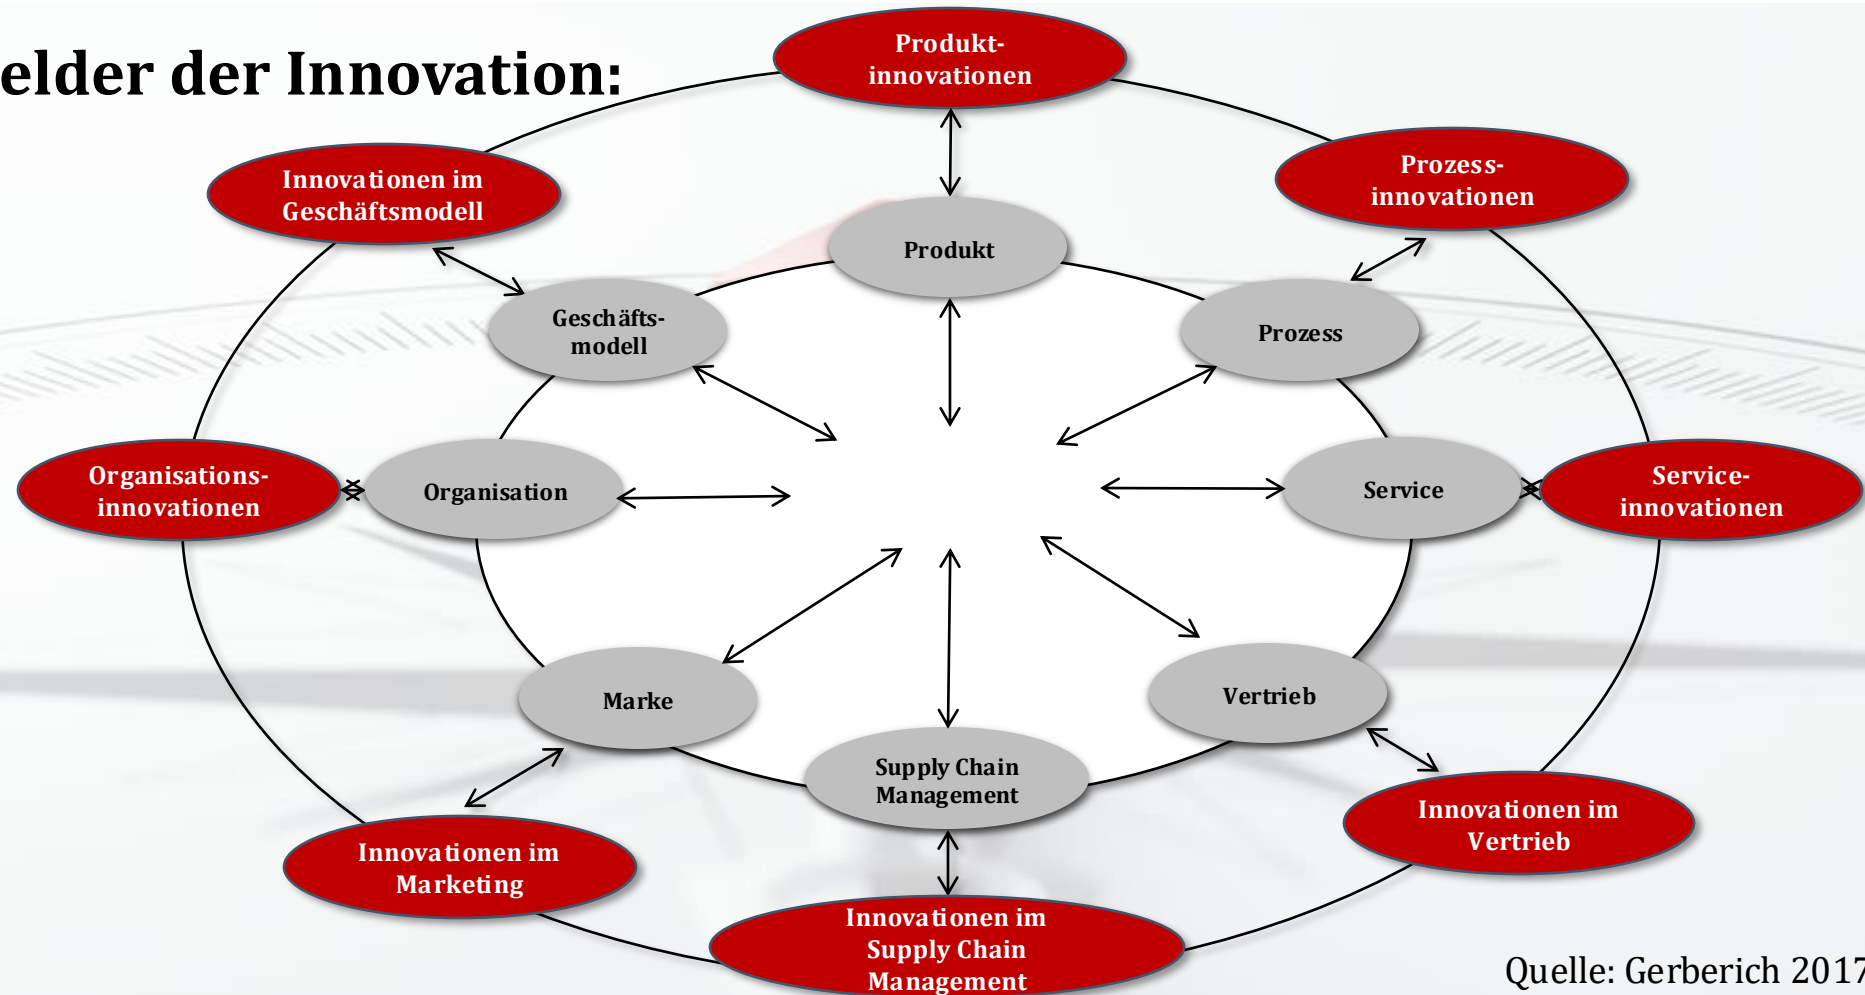 elder der Innovation:
Produkt-
innovationen
Innovationen im
Geschäftsmodell
Prozess-
innovationen
Produkt
Geschäfts-
modell
Prozess
Organisations-
innovationen
Organisation
Service
Service-
innovationen
Marke
Vertrieb
Supply Chain
Management
Innovationen im
Marketing
Innovationen im
Vertrieb
Innovationen im
Supply Chain
Management
Quelle: Gerberich 2017